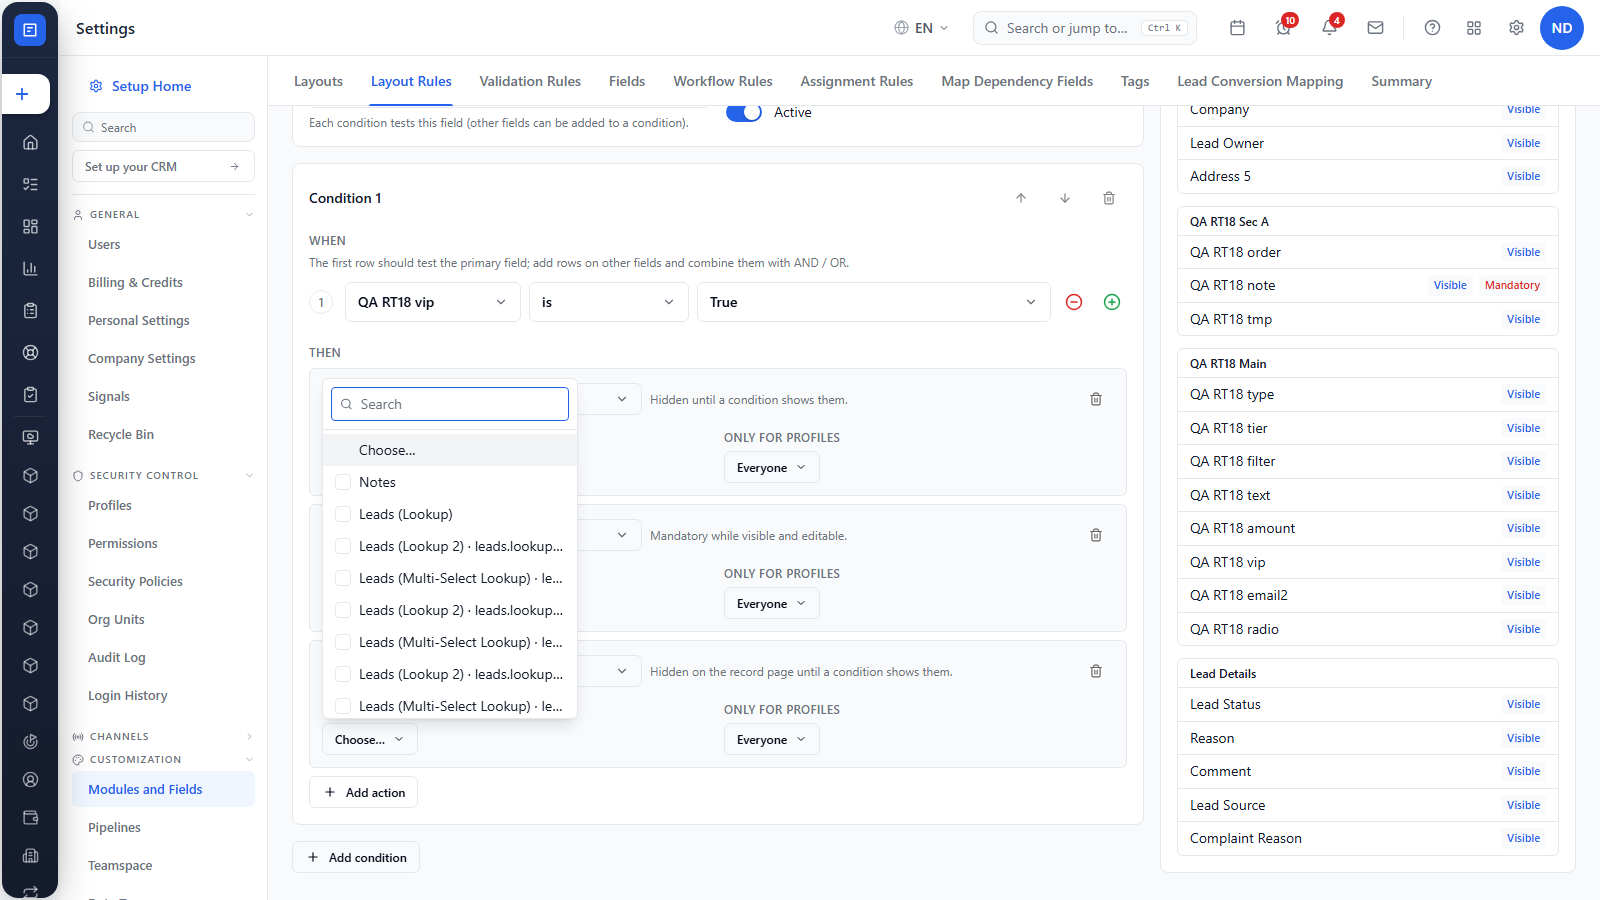 Settings
EN
Search or jump to...
Ctrl K
10
4
ND
Setup Home
Search
Set up your CRM
GENERAL
Users
Billing & Credits
Personal Settings
Company Settings
Signals
Recycle Bin
SECURITY CONTROL
Profiles
Permissions
Security Policies
Org Units
Audit Log
Login History
CHANNELS
CUSTOMIZATION
Modules and Fields
Pipelines
Teamspace
Layouts
Layout Rules
Validation Rules
Fields
Workflow Rules
Assignment Rules
Map Dependency Fields
Tags
Lead Conversion Mapping
Summary
Each condition tests this field (other fields can be added to a condition).
Active
Condition 1
WHEN
The first row should test the primary field; add rows on other fields and combine them with AND / OR.
1
QA RT18 vip
is
True
THEN
Search
Choose...
Notes
Leads (Lookup)
Leads (Lookup 2) · leads.lookup...
Leads (Multi-Select Lookup) · le...
Leads (Lookup 2) · leads.lookup...
Leads (Multi-Select Lookup) · le...
Leads (Lookup 2) · leads.lookup...
Leads (Multi-Select Lookup) · le...
Hidden until a condition shows them.
ONLY FOR PROFILES
Everyone
Mandatory while visible and editable.
ONLY FOR PROFILES
Everyone
Hidden on the record page until a condition shows them.
ONLY FOR PROFILES
Choose...
Everyone
Add action
Add condition
Company Visible
Lead Owner Visible
Address 5 Visible
QA RT18 Sec A
QA RT18 order Visible
QA RT18 note Visible Mandatory
QA RT18 tmp Visible
QA RT18 Main
QA RT18 type Visible
QA RT18 tier Visible
QA RT18 filter Visible
QA RT18 text Visible
QA RT18 amount Visible
QA RT18 vip Visible
QA RT18 email2 Visible
QA RT18 radio Visible
Lead Details
Lead Status Visible
Reason Visible
Comment Visible
Lead Source Visible
Complaint Reason Visible